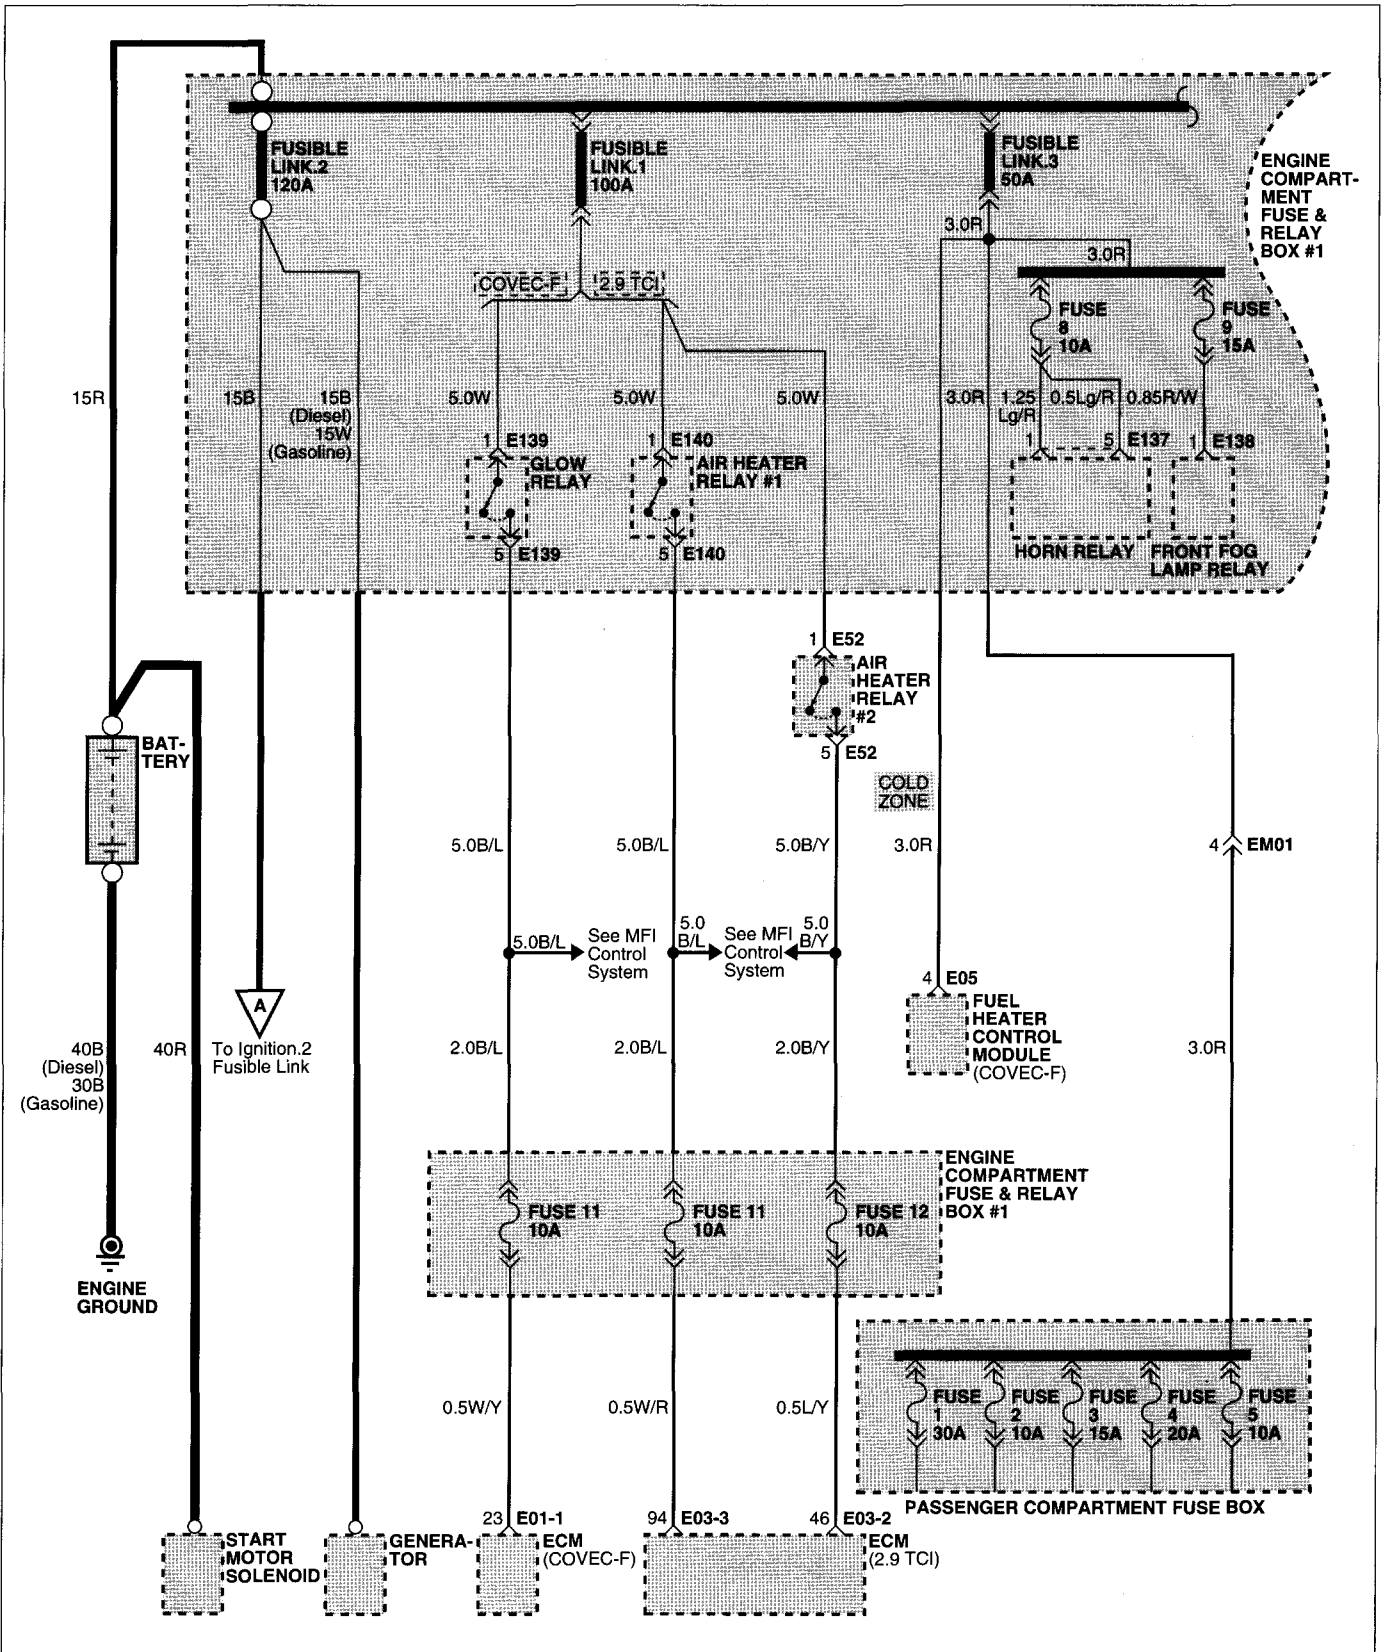 FUSIBLE
LINK.2
120A
FUSIBLE
LINK.1
100A
FUSIBLE
LINK.3
50A
ENGINE
COMPART-
MENT
FUSE &
RELAY
BOX #1
3.0R
3.0R
COVEC-F
2.9 TCI
FUSE
8
10A
FUSE
9
15A
15R
15B
15B
(Diesel)
15W
(Gasoline)
5.0W
5.0W
5.0W
3.0R
1.25
Lg/R
0.5Lg/R
0.85R/W
1 E139
GLOW
RELAY
5 E139
1 E140
AIR HEATER
RELAY #1
5 E140
1
5 E137
HORN RELAY
1 E138
FRONT FOG
LAMP RELAY
1 E52
AIR
HEATER
RELAY
#2
5 E52
BAT-
TERY
COLD
ZONE
5.0B/L
5.0B/L
5.0B/Y
3.0R
4 EM01
5.0B/L
See MFI
Control
System
5.0
B/L
See MFI
Control
System
5.0
B/Y
4 E05
FUEL
HEATER
CONTROL
MODULE
(COVEC-F)
A
To Ignition.2
Fusible Link
40B
(Diesel)
30B
(Gasoline)
40R
2.0B/L
2.0B/L
2.0B/Y
3.0R
ENGINE
COMPARTMENT
FUSE & RELAY
BOX #1
FUSE 11
10A
FUSE 11
10A
FUSE 12
10A
ENGINE
GROUND
0.5W/Y
0.5W/R
0.5L/Y
FUSE
1
30A
FUSE
2
10A
FUSE
3
15A
FUSE
4
20A
FUSE
5
10A
PASSENGER COMPARTMENT FUSE BOX
START
MOTOR
SOLENOID
GENERA-
TOR
23 E01-1
ECM
(COVEC-F)
94 E03-3
46 E03-2
ECM
(2.9 TCI)